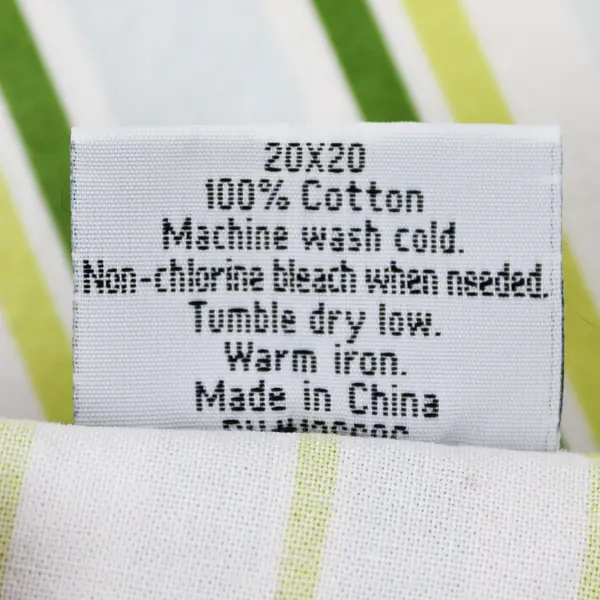 20X20
100% Cotton
Machine wash cold.
Non-chlorine bleach when needed.
Tumble dry low.
Warm iron.
Made in China